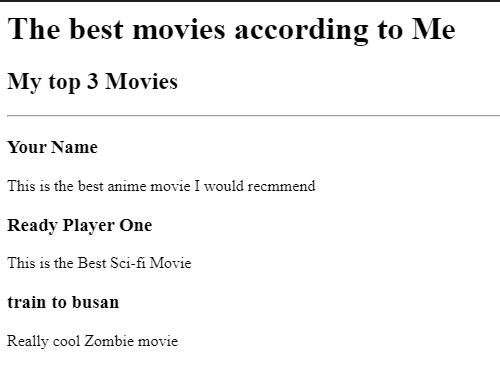 The best movies according to Me
My top 3 Movies
Your Name
This is the best anime movie I would recmmend
Ready Player One
This is the Best Sci-fi Movie
train to busan
Really cool Zombie movie